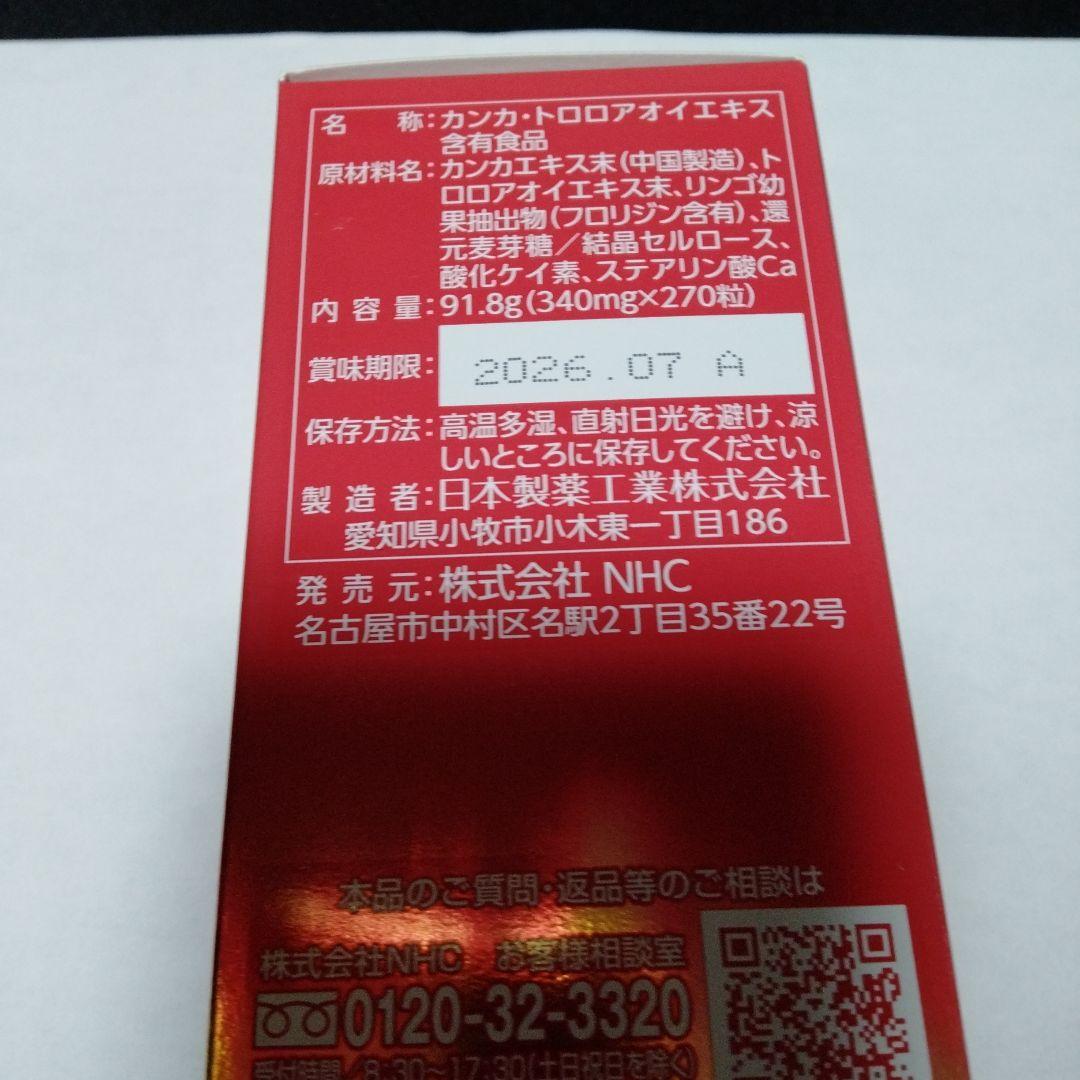 名称:カンカ・トロロアオイエキス
含有食品
原材料名:カンカエキス末(中国製造)、ト
ロロアオイエキス末、リンゴ幼
果抽出物(フロリジン含有)、還
元麦芽糖/結晶セルロース、
酸化ケイ素、ステアリン酸Ca
内容量:91.8g(340mg×270粒)
賞味期限:2026.07 A
保存方法:高温多湿、直射日光を避け、涼
しいところに保存してください。
製造者:日本製薬工業株式会社
愛知県小牧市小木東一丁目186
発売元:株式会社 NHC
名古屋市中村区名駅2丁目35番22号
本品のご質問・返品等のご相談は
株式会社NHC お客様相談室
0120-32-3320
受付時間/8:30~17:30(土日祝日を除く)